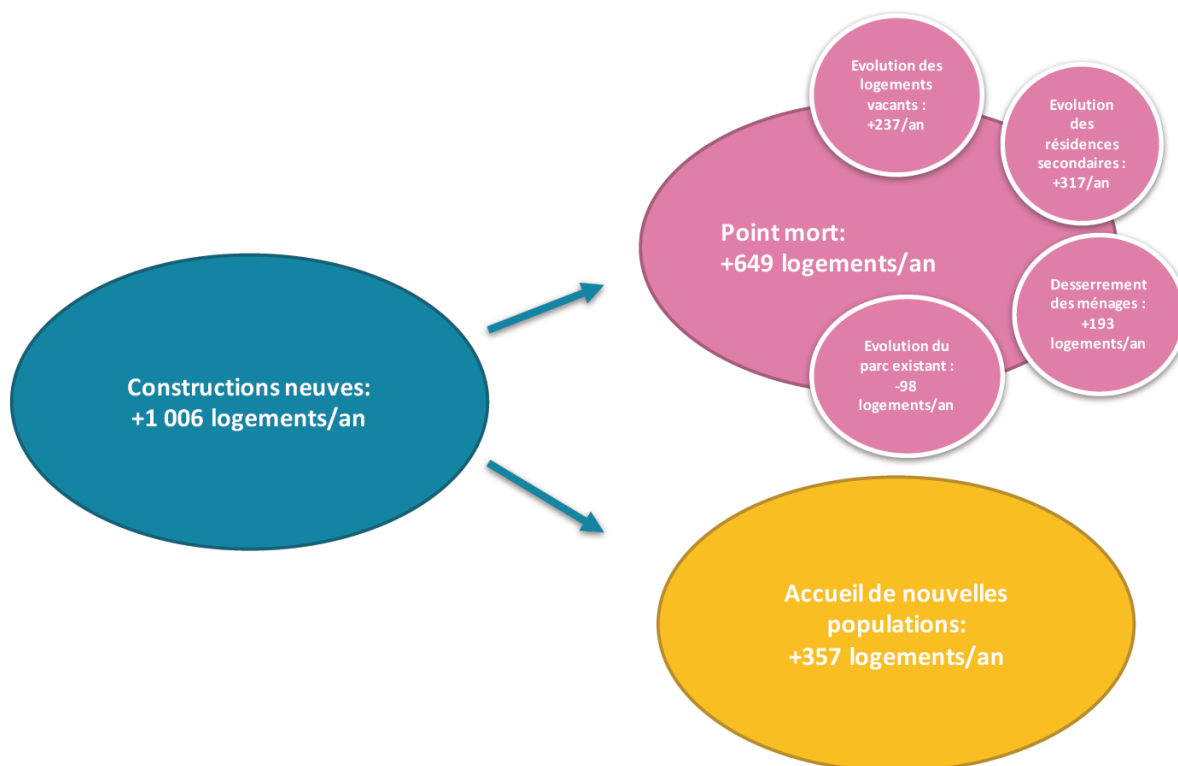 Evolution des
logements
vacants :
+237/an
Evolution
des
résidences
secondaires :
+317/an
Point mort:
+649 logements/an
Desserrement
des ménages :
+193
logements/an
Evolution du
parc existant :
-98
logements/an
Constructions neuves:
+1 006 logements/an
Accueil de nouvelles
populations:
+357 logements/an